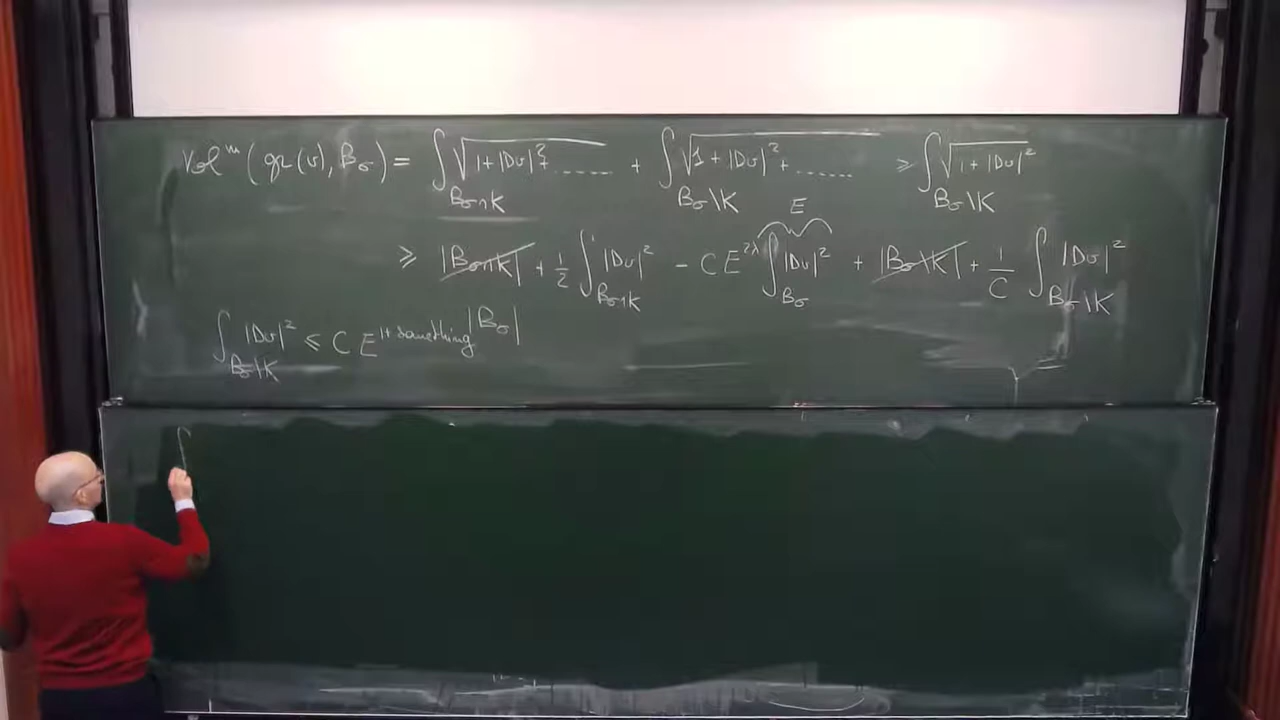 Vol^m (gr(v), B_σ) = ∫_{B_σ∩K} √(1 + |Dv|² + ......) + ∫_{B_σ\K} √(1 + |Dv|² + ......) ≥ ∫_{B_σ\K} √(1 + |Dv|²)
E
≥ |B_σ∩K| + 1/2 ∫_{B_σ∩K} |Dv|² − C E^{2λ} ∫_{B_σ} |Dv|² + |B_σ\K| + 1/C ∫_{B_σ\K} |Dv|²
∫_{B_σ\K} |Dv|² ≤ C E^{1+something} |B_σ|
∫